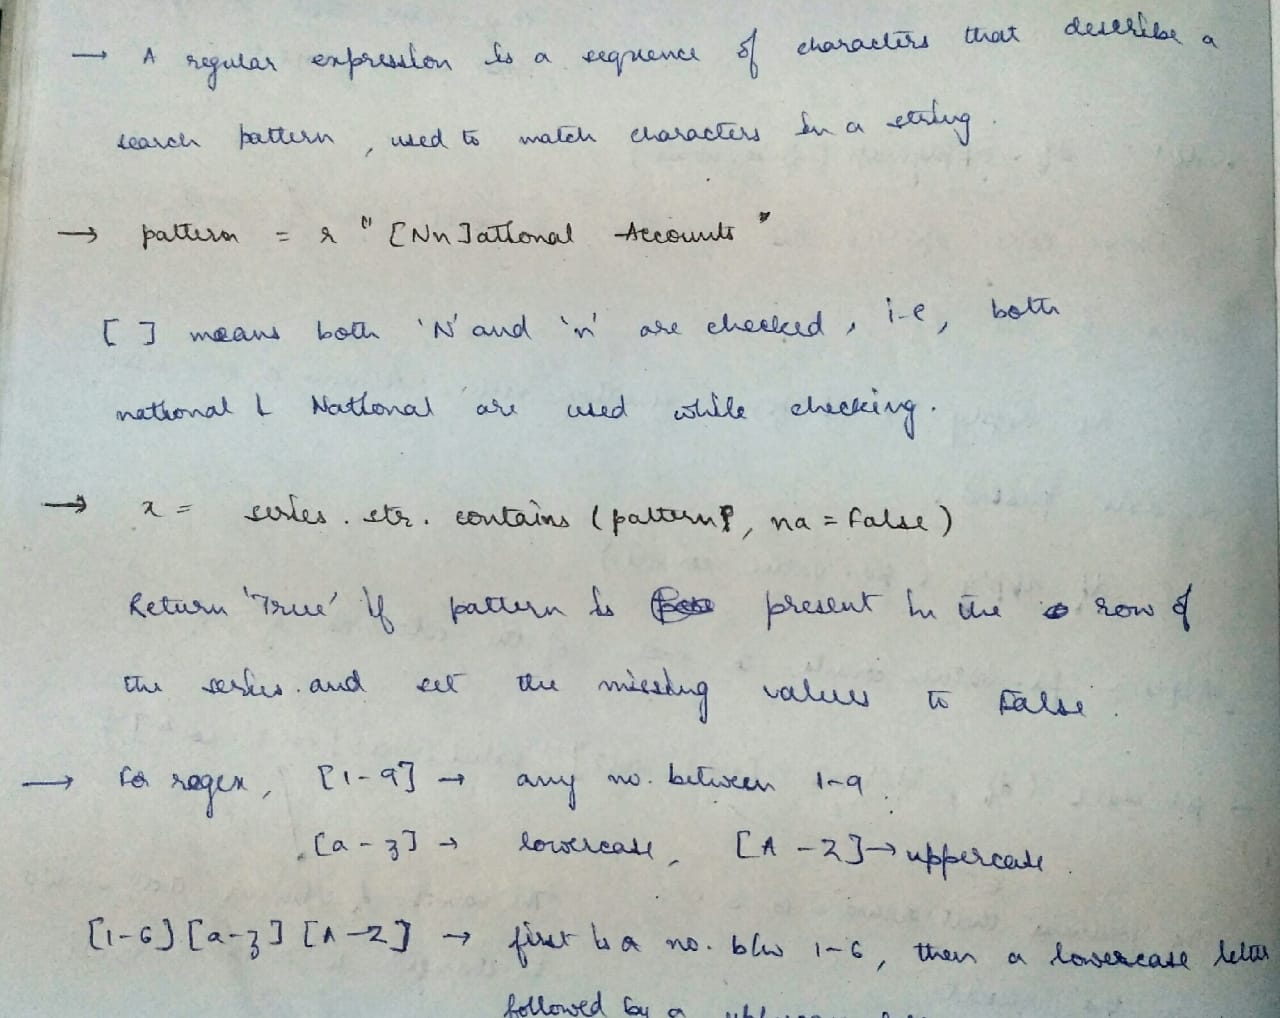 → A regular expression is a sequence of characters that describe a
search pattern, used to match characters in a string.
→ pattern = r "[Nn]ational Accounts"
[ ] means both 'N' and 'n' are checked, i-e, both
national & National are used while checking.
→ x = series.str.contains(pattern, na = False)
Return 'True' if pattern is present in the row of
the series. and set the missing values to False.
→ For regex, [1-9] → any no. between 1-9.
[a-z] → lowercase, [A-Z] → uppercase.
[1-6][a-z][A-Z] → first is a no. b/w 1-6, then a lowercase letter
followed by a